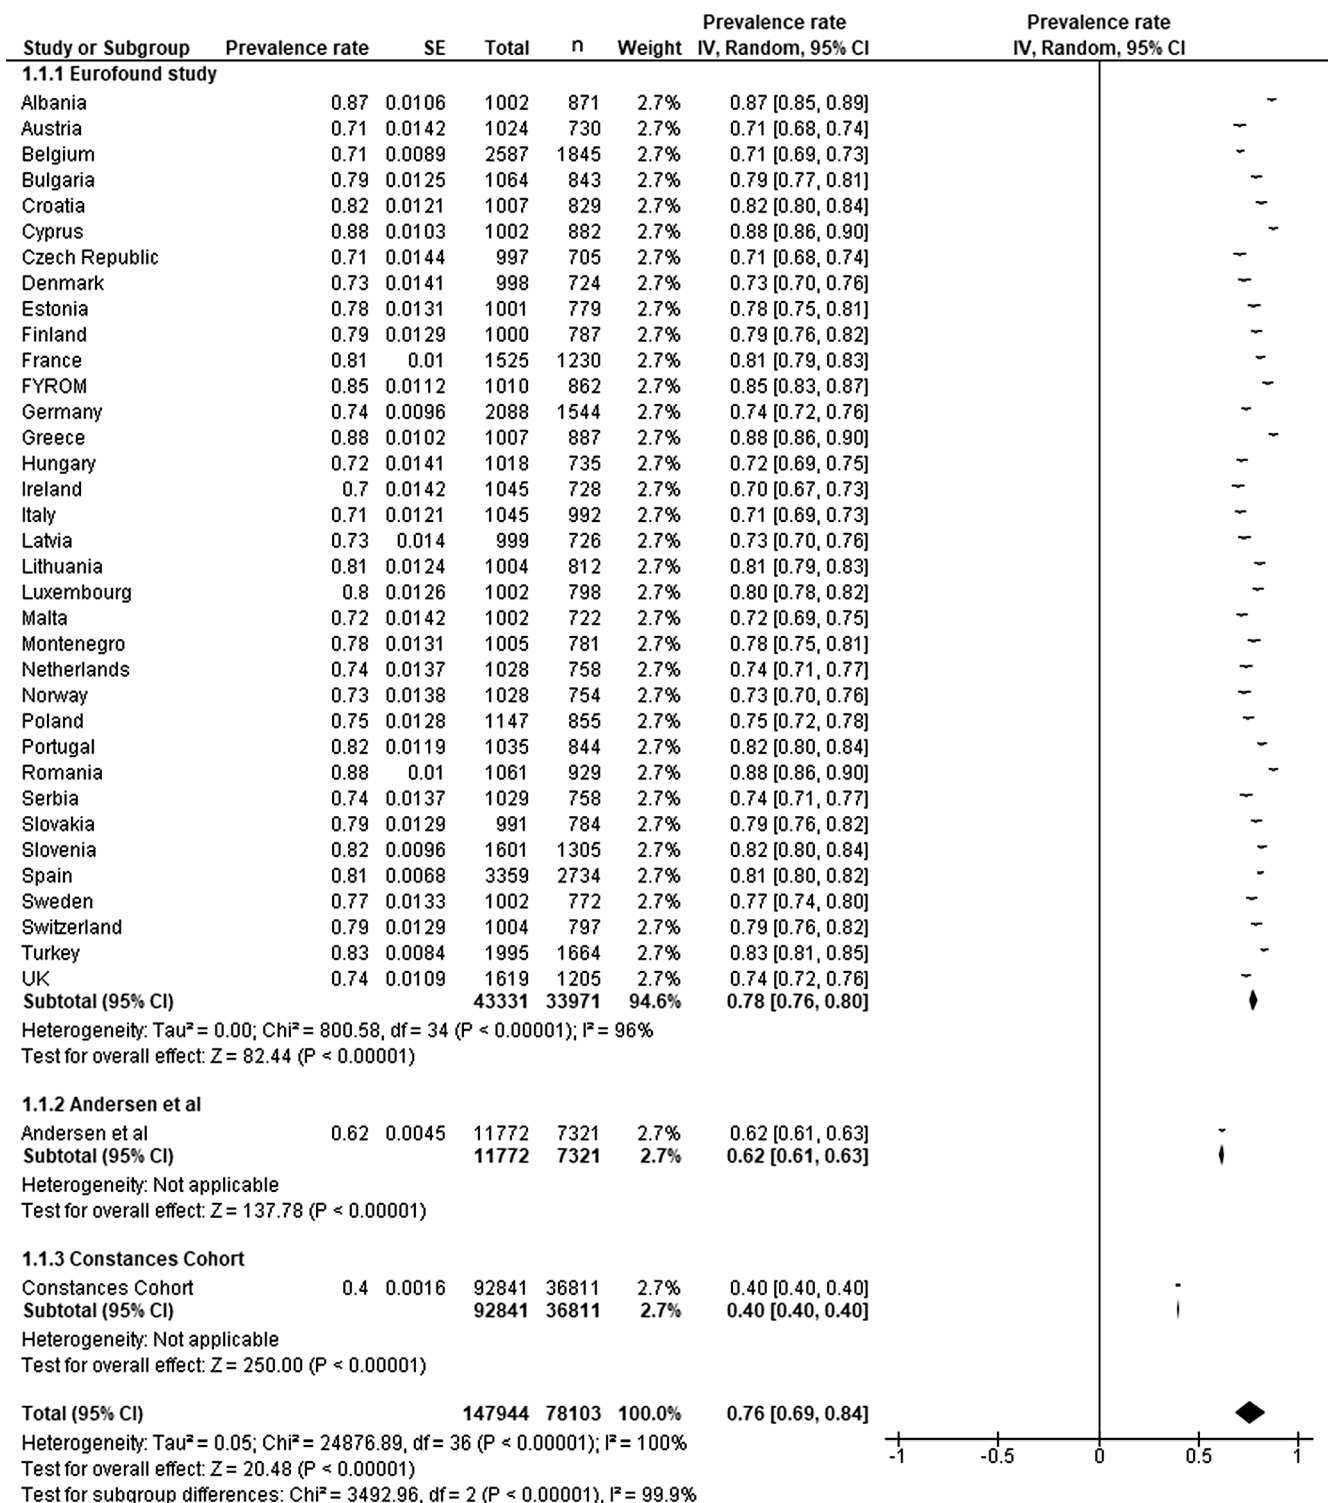 Prevalence rate Prevalence rate
Study or Subgroup Prevalence rate SE Total n Weight IV, Random, 95% CI IV, Random, 95% CI
1.1.1 Eurofound study
Albania 0.87 0.0106 1002 871 2.7% 0.87 [0.85, 0.89]
Austria 0.71 0.0142 1024 730 2.7% 0.71 [0.68, 0.74]
Belgium 0.71 0.0089 2587 1845 2.7% 0.71 [0.69, 0.73]
Bulgaria 0.79 0.0125 1064 843 2.7% 0.79 [0.77, 0.81]
Croatia 0.82 0.0121 1007 829 2.7% 0.82 [0.80, 0.84]
Cyprus 0.88 0.0103 1002 882 2.7% 0.88 [0.86, 0.90]
Czech Republic 0.71 0.0144 997 705 2.7% 0.71 [0.68, 0.74]
Denmark 0.73 0.0141 998 724 2.7% 0.73 [0.70, 0.76]
Estonia 0.78 0.0131 1001 779 2.7% 0.78 [0.75, 0.81]
Finland 0.79 0.0129 1000 787 2.7% 0.79 [0.76, 0.82]
France 0.81 0.01 1525 1230 2.7% 0.81 [0.79, 0.83]
FYROM 0.85 0.0112 1010 862 2.7% 0.85 [0.83, 0.87]
Germany 0.74 0.0096 2088 1544 2.7% 0.74 [0.72, 0.76]
Greece 0.88 0.0102 1007 887 2.7% 0.88 [0.86, 0.90]
Hungary 0.72 0.0141 1018 735 2.7% 0.72 [0.69, 0.75]
Ireland 0.7 0.0142 1045 728 2.7% 0.70 [0.67, 0.73]
Italy 0.71 0.0121 1045 992 2.7% 0.71 [0.69, 0.73]
Latvia 0.73 0.014 999 726 2.7% 0.73 [0.70, 0.76]
Lithuania 0.81 0.0124 1004 812 2.7% 0.81 [0.79, 0.83]
Luxembourg 0.8 0.0126 1002 798 2.7% 0.80 [0.78, 0.82]
Malta 0.72 0.0142 1002 722 2.7% 0.72 [0.69, 0.75]
Montenegro 0.78 0.0131 1005 781 2.7% 0.78 [0.75, 0.81]
Netherlands 0.74 0.0137 1028 758 2.7% 0.74 [0.71, 0.77]
Norway 0.73 0.0138 1028 754 2.7% 0.73 [0.70, 0.76]
Poland 0.75 0.0128 1147 855 2.7% 0.75 [0.72, 0.78]
Portugal 0.82 0.0119 1035 844 2.7% 0.82 [0.80, 0.84]
Romania 0.88 0.01 1061 929 2.7% 0.88 [0.86, 0.90]
Serbia 0.74 0.0137 1029 758 2.7% 0.74 [0.71, 0.77]
Slovakia 0.79 0.0129 991 784 2.7% 0.79 [0.76, 0.82]
Slovenia 0.82 0.0096 1601 1305 2.7% 0.82 [0.80, 0.84]
Spain 0.81 0.0068 3359 2734 2.7% 0.81 [0.80, 0.82]
Sweden 0.77 0.0133 1002 772 2.7% 0.77 [0.74, 0.80]
Switzerland 0.79 0.0129 1004 797 2.7% 0.79 [0.76, 0.82]
Turkey 0.83 0.0084 1995 1664 2.7% 0.83 [0.81, 0.85]
UK 0.74 0.0109 1619 1205 2.7% 0.74 [0.72, 0.76]
Subtotal (95% CI) 43331 33971 94.6% 0.78 [0.76, 0.80]
Heterogeneity: Tau² = 0.00; Chi² = 800.58, df = 34 (P < 0.00001); I² = 96%
Test for overall effect: Z = 82.44 (P < 0.00001)
1.1.2 Andersen et al
Andersen et al 0.62 0.0045 11772 7321 2.7% 0.62 [0.61, 0.63]
Subtotal (95% CI) 11772 7321 2.7% 0.62 [0.61, 0.63]
Heterogeneity: Not applicable
Test for overall effect: Z = 137.78 (P < 0.00001)
1.1.3 Constances Cohort
Constances Cohort 0.4 0.0016 92841 36811 2.7% 0.40 [0.40, 0.40]
Subtotal (95% CI) 92841 36811 2.7% 0.40 [0.40, 0.40]
Heterogeneity: Not applicable
Test for overall effect: Z = 250.00 (P < 0.00001)
Total (95% CI) 147944 78103 100.0% 0.76 [0.69, 0.84]
Heterogeneity: Tau² = 0.05; Chi² = 24876.89, df = 36 (P < 0.00001); I² = 100%
-1 -0.5 0 0.5 1
Test for overall effect: Z = 20.48 (P < 0.00001)
Test for subgroup differences: Chi² = 3492.96, df = 2 (P < 0.00001), I² = 99.9%